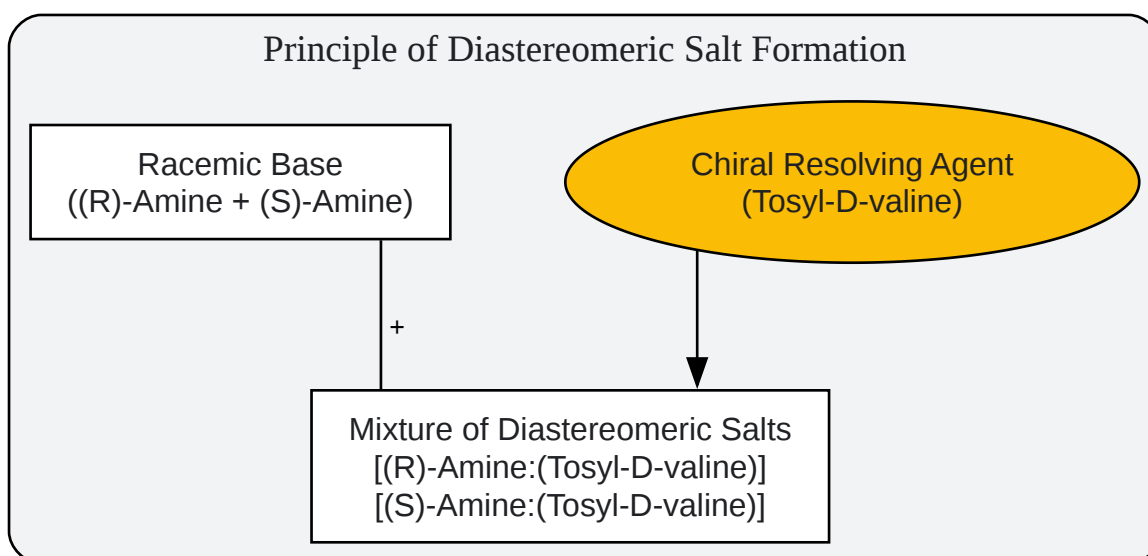 Principle of Diastereomeric Salt Formation
Racemic Base
((R)-Amine + (S)-Amine)
Chiral Resolving Agent
(Tosyl-D-valine)
+
Mixture of Diastereomeric Salts
[(R)-Amine:(Tosyl-D-valine)]
[(S)-Amine:(Tosyl-D-valine)]